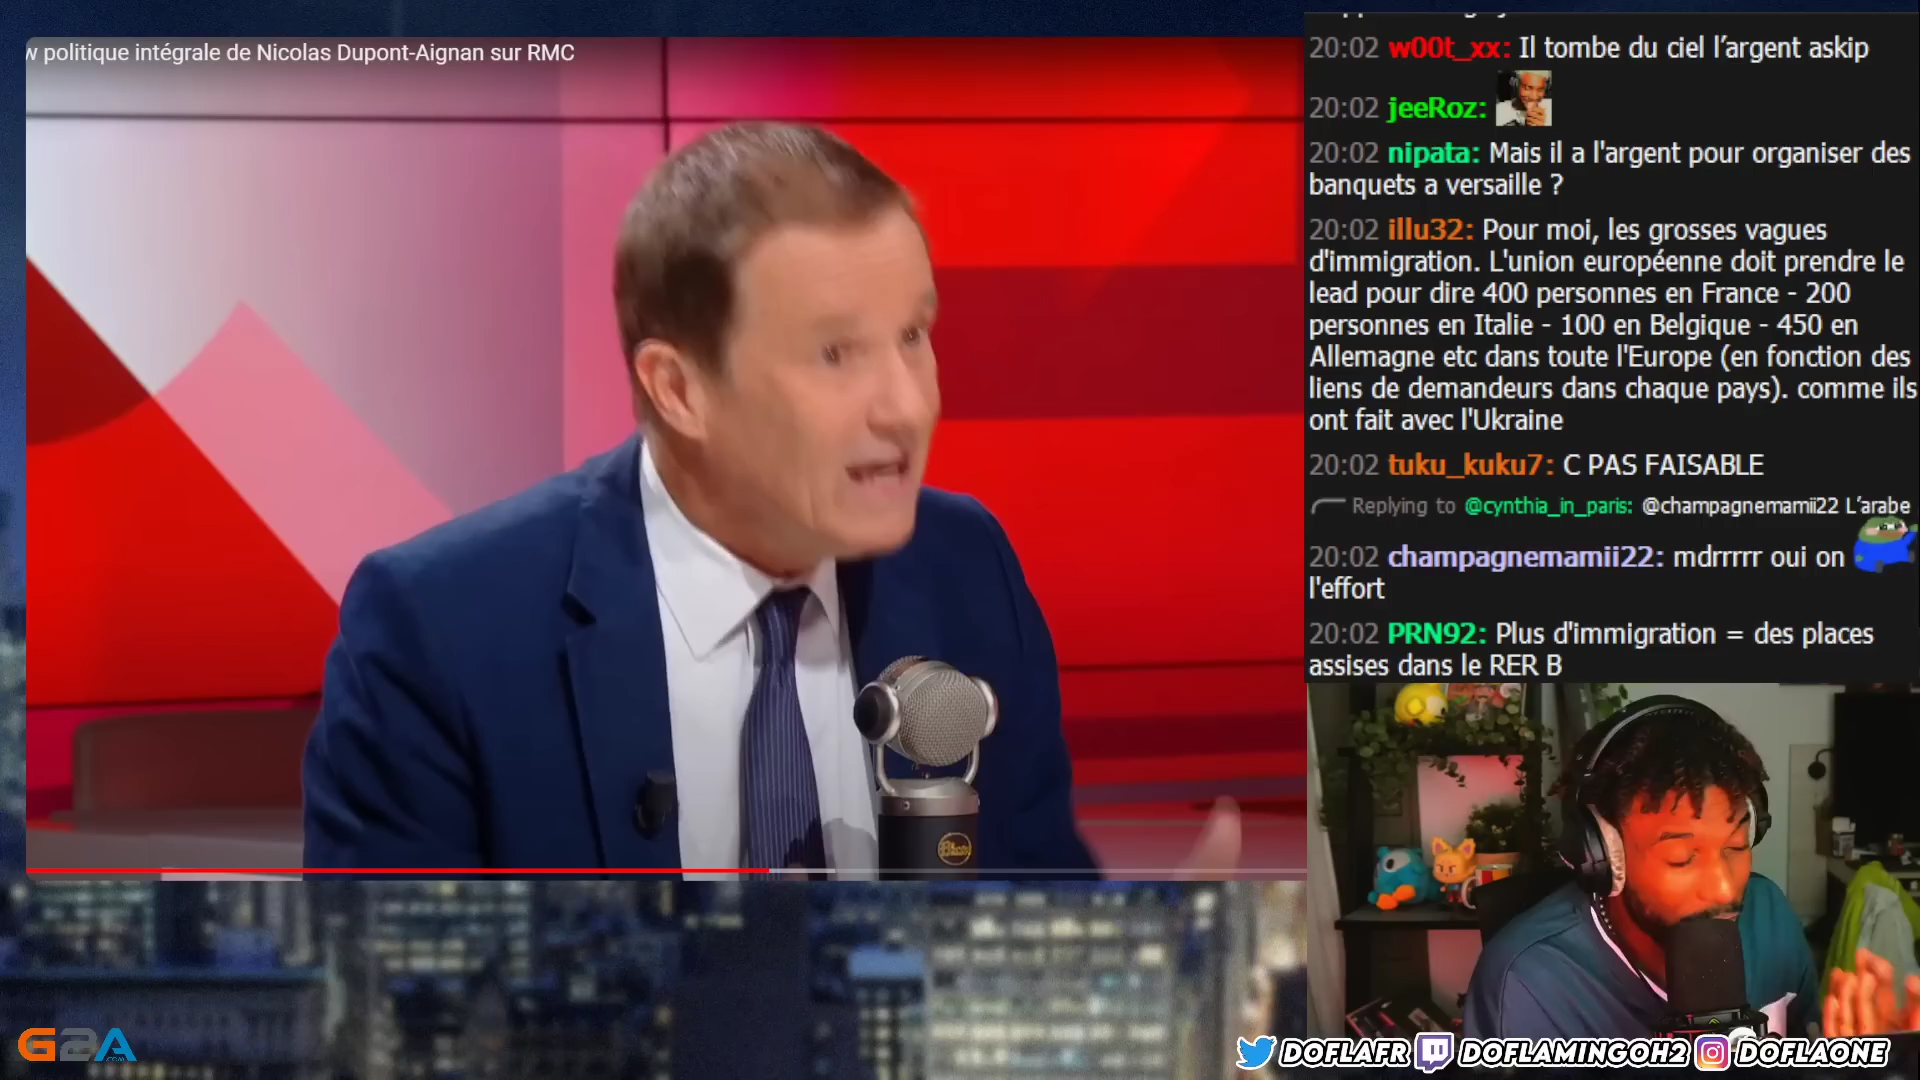 politique intégrale de Nicolas Dupont-Aignan sur RMC
20:02 w00t_xx: Il tombe du ciel l’argent askip
20:02 jeeRoz:
20:02 nipata: Mais il a l'argent pour organiser des
banquets a versaille ?
20:02 illu32: Pour moi, les grosses vagues
d'immigration. L'union européenne doit prendre le
lead pour dire 400 personnes en France - 200
personnes en Italie - 100 en Belgique - 450 en
Allemagne etc dans toute l'Europe (en fonction des
liens de demandeurs dans chaque pays). comme ils
ont fait avec l'Ukraine
20:02 tuku_kuku7: C PAS FAISABLE
Replying to @cynthia_in_paris: @champagnemamii22 L’arabe
20:02 champagnemamii22: mdrrrrr oui on
l'effort
20:02 PRN92: Plus d'immigration = des places
assises dans le RER B
Blue
G2A
.COM
DOFLAFR DOFLAMINGOH2 DOFLAONE